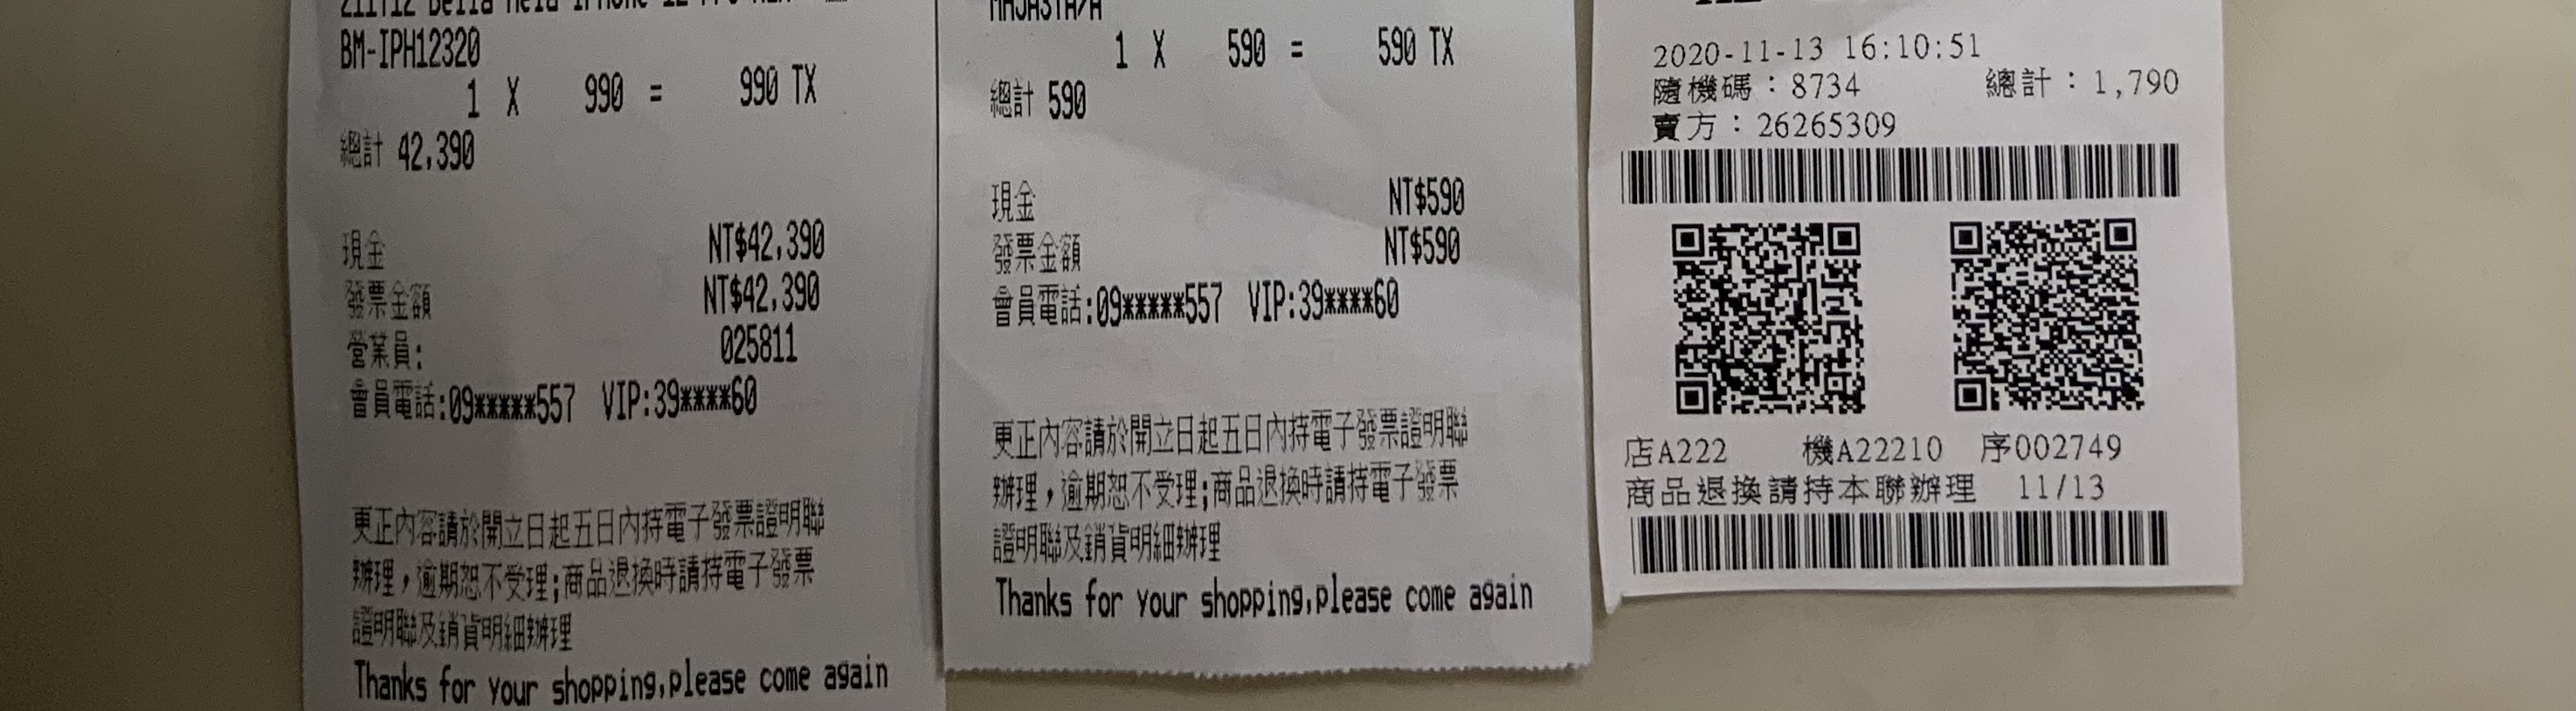 BM-IPH12320
1 X 990 = 990 TX
總計 42,390
現金 NT$42,390
發票金額 NT$42,390
營業員: 025811
會員電話:09*****557 VIP:39****60
更正內容請於開立日起五日內持電子發票證明聯
辦理，逾期恕不受理;商品退換時請持電子發票
證明聯及銷貨明細辦理
Thanks for your shopping,please come again
1 X 590 = 590 TX
總計 590
現金 NT$590
發票金額 NT$590
會員電話:09*****557 VIP:39****60
更正內容請於開立日起五日內持電子發票證明聯
辦理，逾期恕不受理;商品退換時請持電子發票
證明聯及銷貨明細辦理
Thanks for your shopping,please come again
2020-11-13 16:10:51
隨機碼：8734 總計：1,790
賣方：26265309
店A222 機A22210 序002749
商品退換請持本聯辦理 11/13